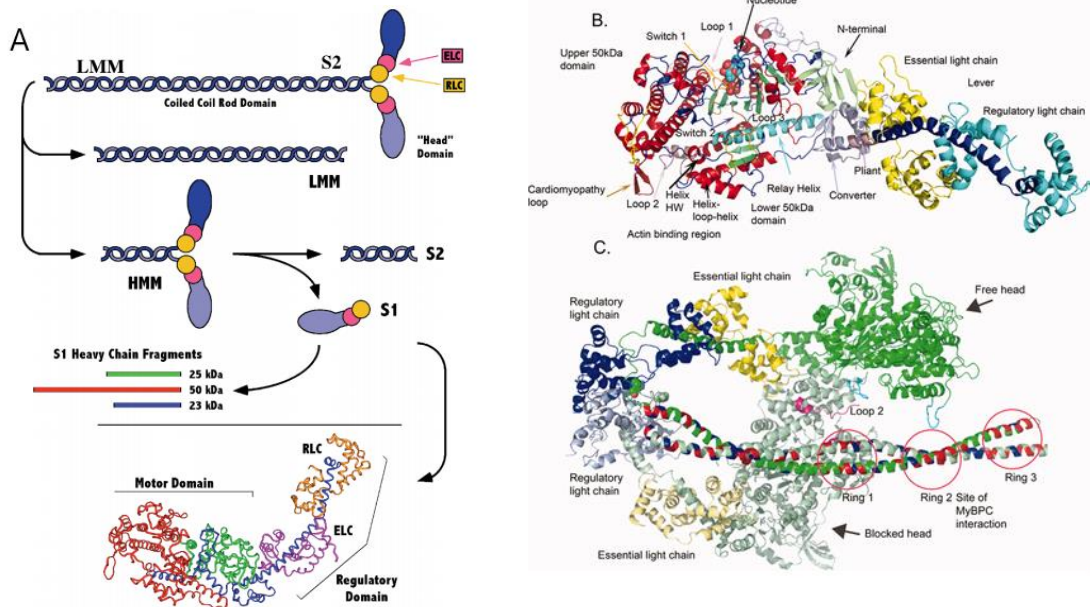 A
LMM
S2
ELC
RLC
Coiled Coil Rod Domain
"Head"
Domain
LMM
HMM
S2
S1
S1 Heavy Chain Fragments
25 kDa
50 kDa
23 kDa
RLC
Motor Domain
ELC
Regulatory
Domain
B.
Nucleotide
Loop 1
Switch 1
N-terminal
Upper 50kDa
domain
Essential light chain
Lever
Regulatory light chain
Loop 3
Switch 2
Pliant
Cardiomyopathy
loop
Loop 2
Helix
HW
Helix-
loop-helix
Relay Helix
Lower 50kDa
domain
Converter
Actin binding region
C.
Essential light chain
Free head
Regulatory
light chain
Loop 2
Regulatory
light chain
Ring 1
Ring 2
Site of
MyBPC
interaction
Ring 3
Essential light chain
Blocked head